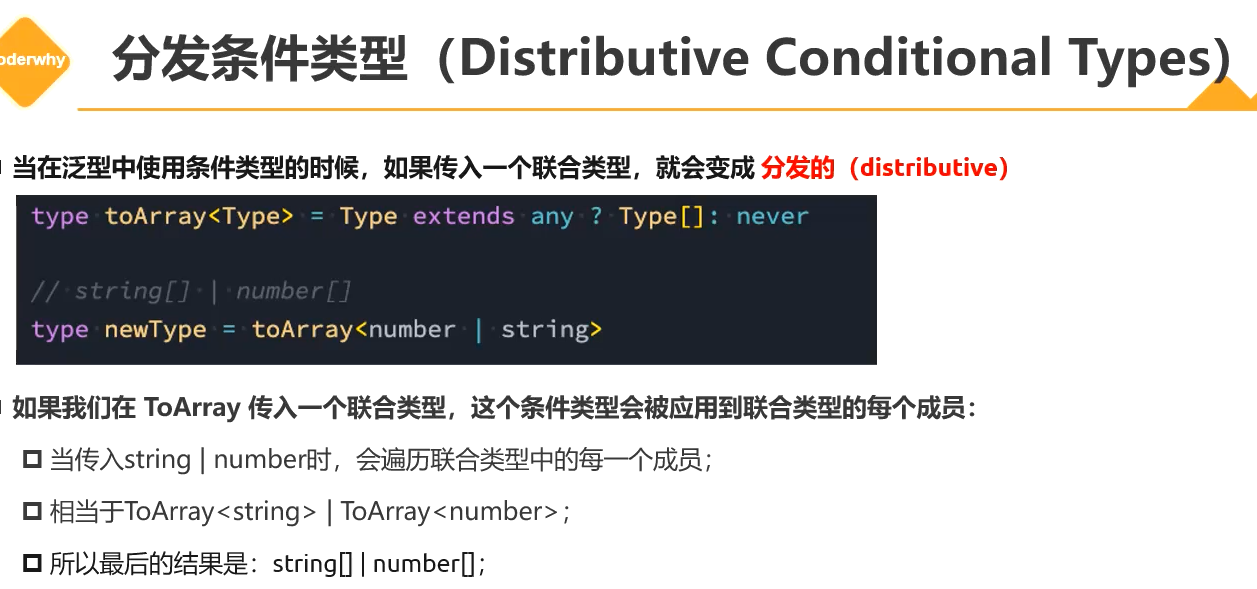 oderwhy
分发条件类型（Distributive Conditional Types）
当在泛型中使用条件类型的时候，如果传入一个联合类型，就会变成 分发的（distributive）
type toArray<Type> = Type extends any ? Type[]: never
// string[] | number[]
type newType = toArray<number | string>
如果我们在 ToArray 传入一个联合类型，这个条件类型会被应用到联合类型的每个成员：
当传入string | number时，会遍历联合类型中的每一个成员；
相当于ToArray<string> | ToArray<number>；
所以最后的结果是：string[] | number[]；